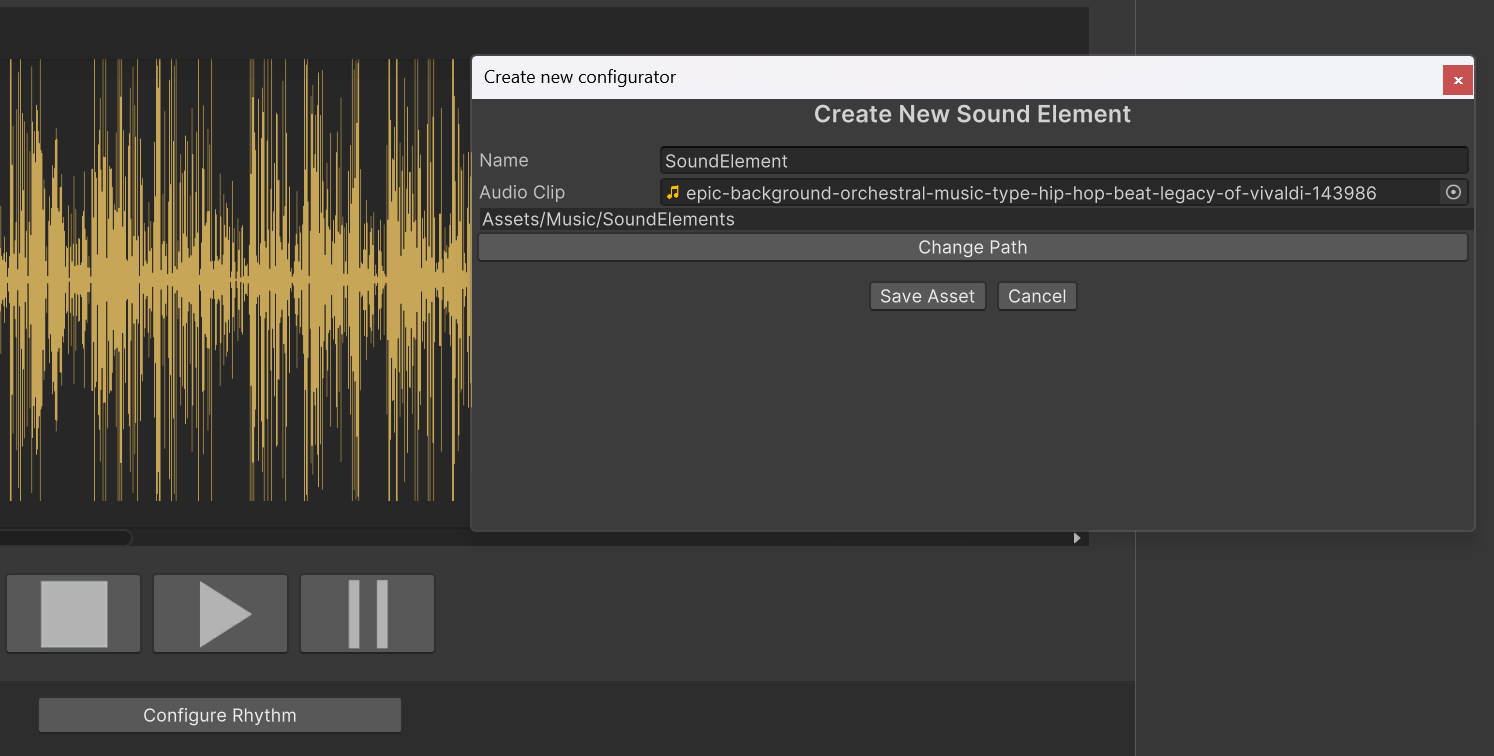 Create new configurator
Create New Sound Element
Name
SoundElement
Audio Clip
epic-background-orchestral-music-type-hip-hop-beat-legacy-of-vivaldi-143986
Assets/Music/SoundElements
Change Path
Save Asset
Cancel
Configure Rhythm